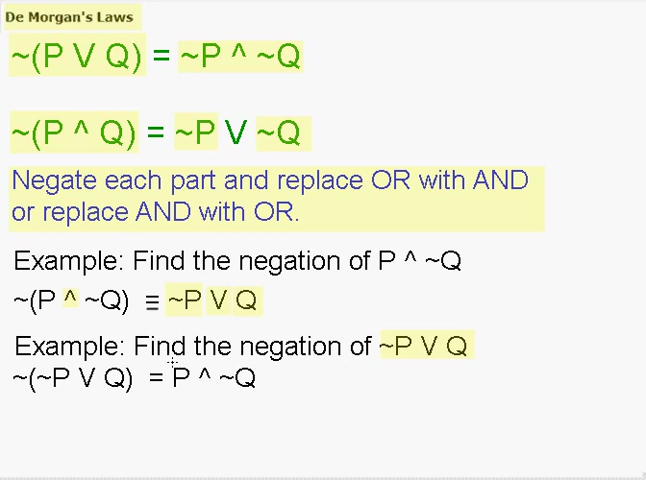 De Morgan's Laws
~(P V Q) = ~P ^ ~Q
~(P ^ Q) = ~P V ~Q
Negate each part and replace OR with AND
or replace AND with OR.
Example: Find the negation of P ^ ~Q
~(P ^ ~Q) ≡ ~P V Q
Example: Find the negation of ~P V Q
~(~P V Q) = P ^ ~Q